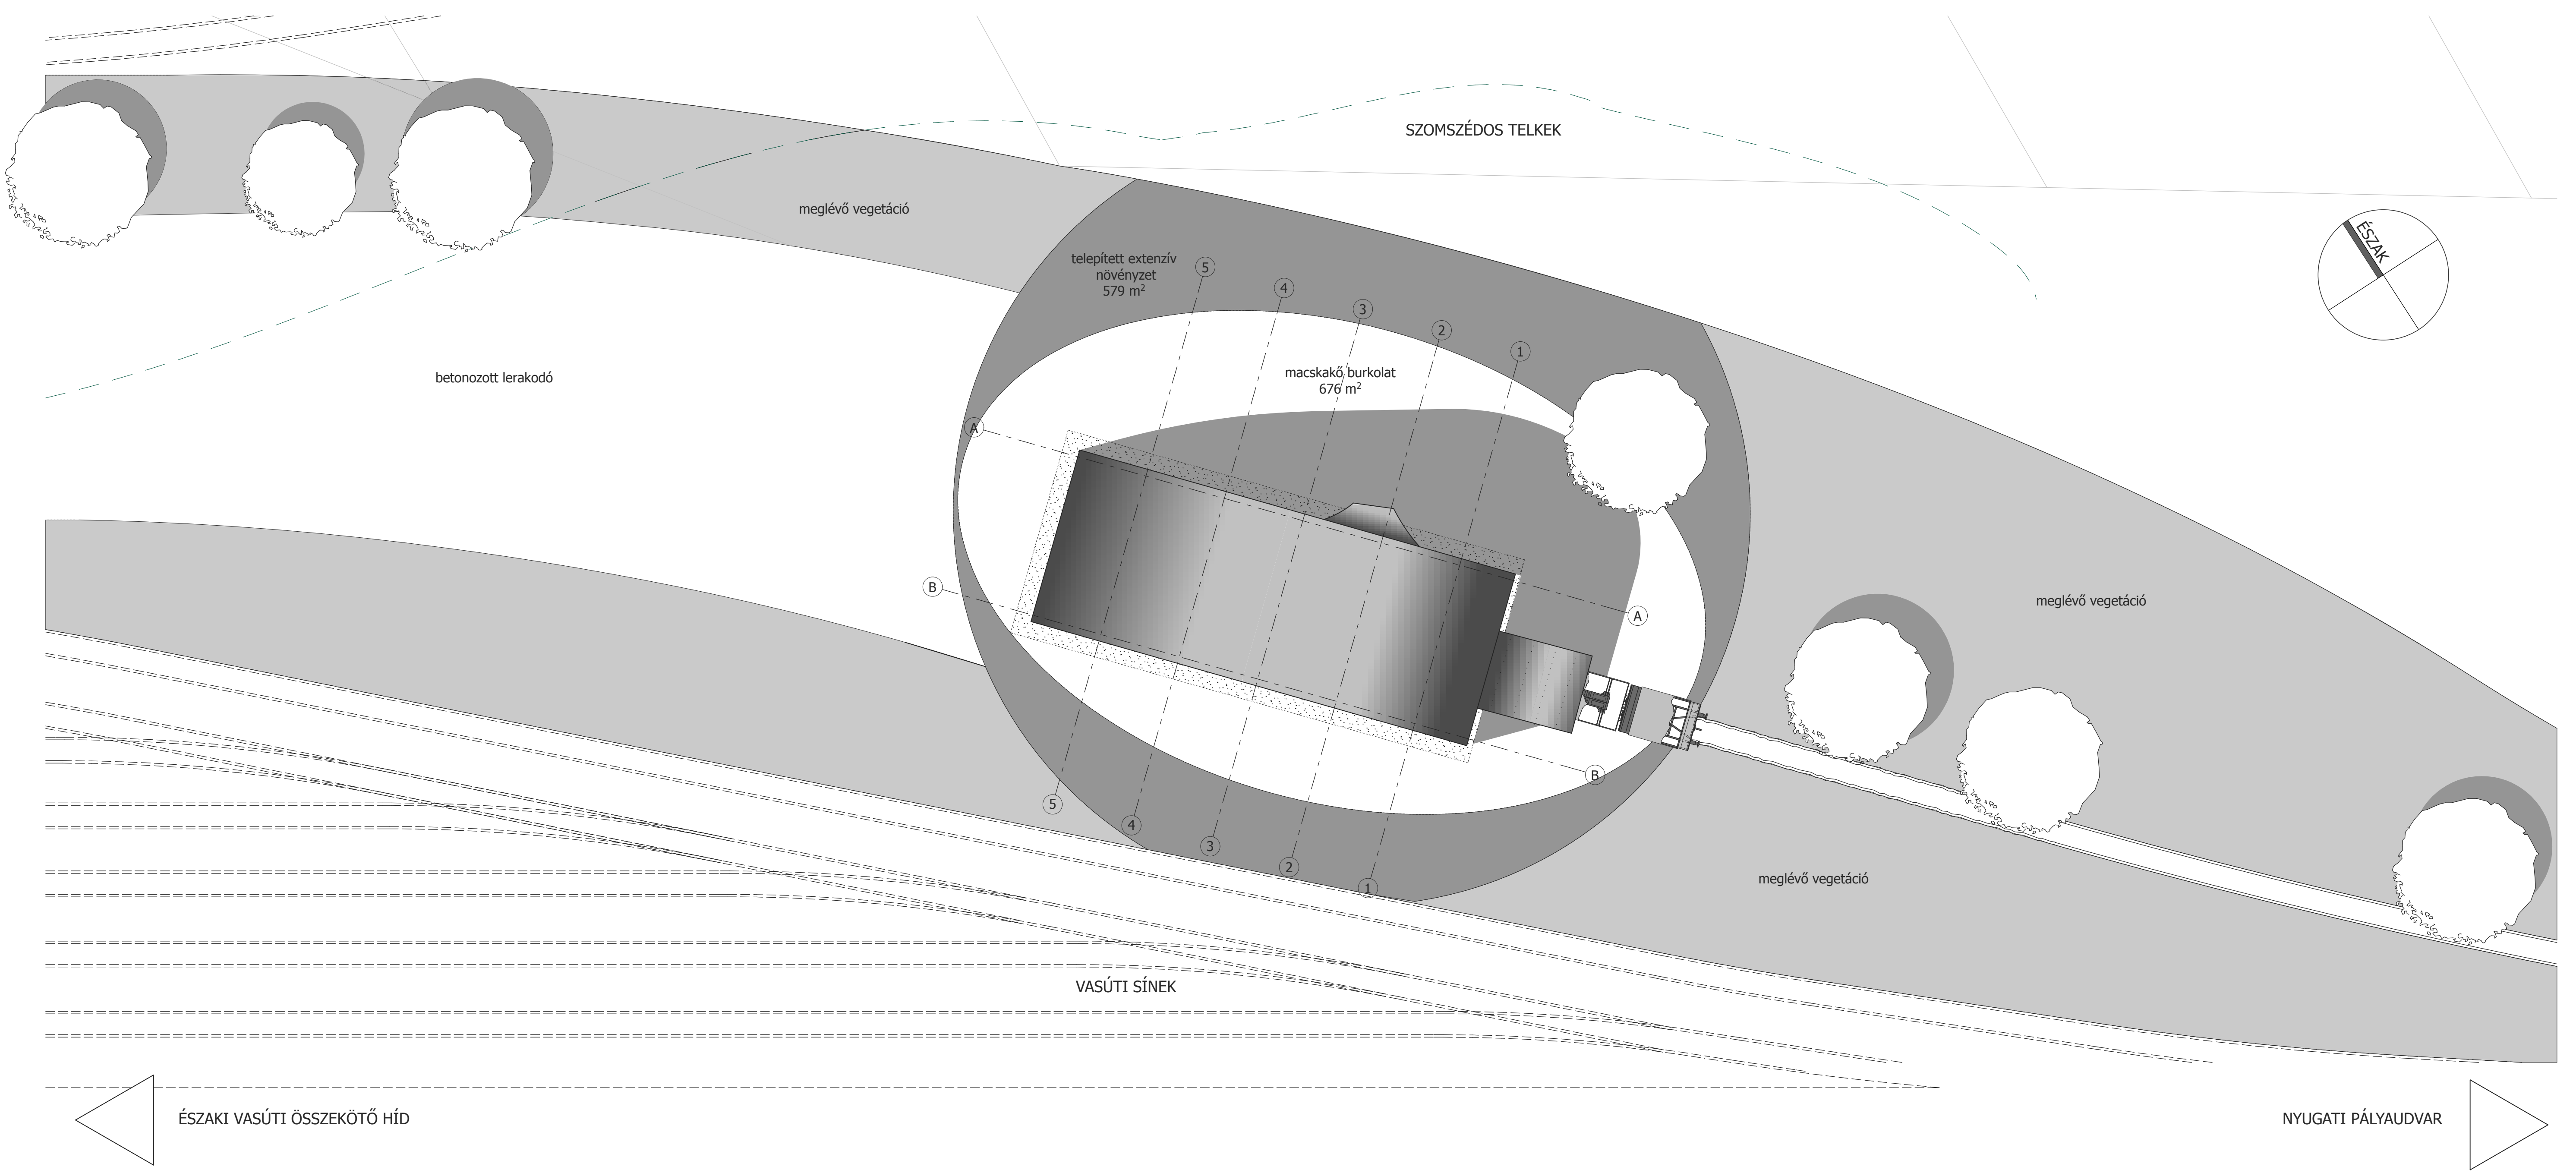 SZOMSZÉDOS TELKEK
meglévő vegetáció
ÉSZAK
telepített extenzív
növényzet
579 m²
5
4
3
2
1
macskakő burkolat
676 m²
betonozott lerakodó
A
B
A
B
meglévő vegetáció
5
4
3
2
1
meglévő vegetáció
VASÚTI SÍNEK
ÉSZAKI VASÚTI ÖSSZEKÖTŐ HÍD
NYUGATI PÁLYAUDVAR